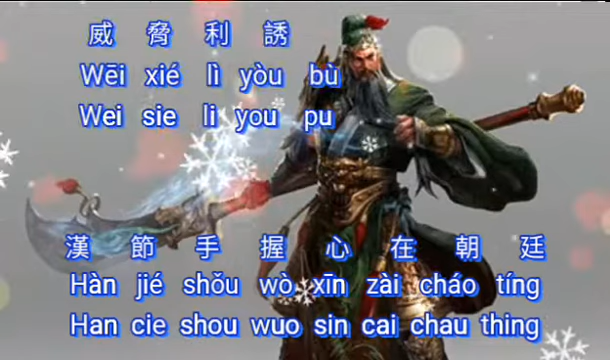 威 脅 利 誘
Wēi xié lì yòu bù
Wei sie li you pu
漢 節 手 握 心 在 朝 廷
Hàn jié shǒu wò xīn zài cháo tíng
Han cie shou wuo sin cai chau thing